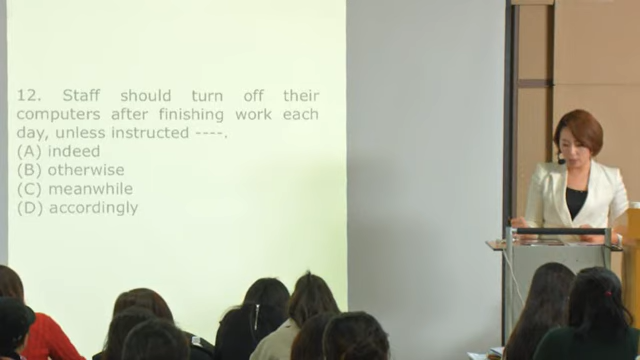 12. Staff should turn off their
computers after finishing work each
day, unless instructed ----.
(A) indeed
(B) otherwise
(C) meanwhile
(D) accordingly